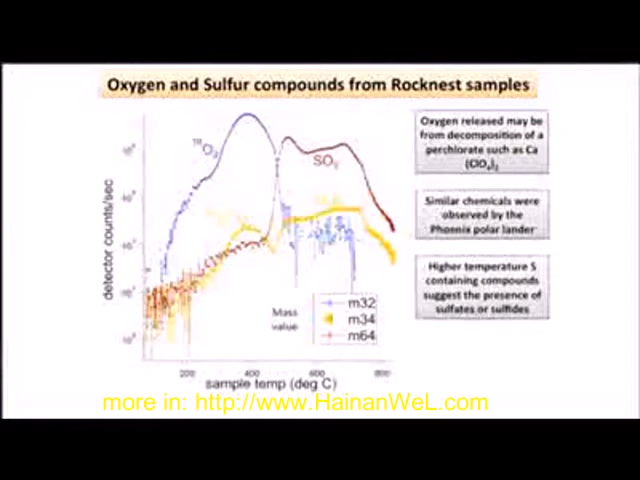 Oxygen and Sulfur compounds from Rocknest samples
Oxygen released may be
from decomposition of a
perchlorate such as Ca
(ClO₄)₂
Similar chemicals were
observed by the
Phoenix polar lander
Higher temperature S
containing compounds
suggest the presence of
sulfates or sulfides
detector counts/sec
SO₂
Mass
value
m32
m34
m64
200
400
600
800
sample temp (deg C)
more in: http://www.HainanWeL.com